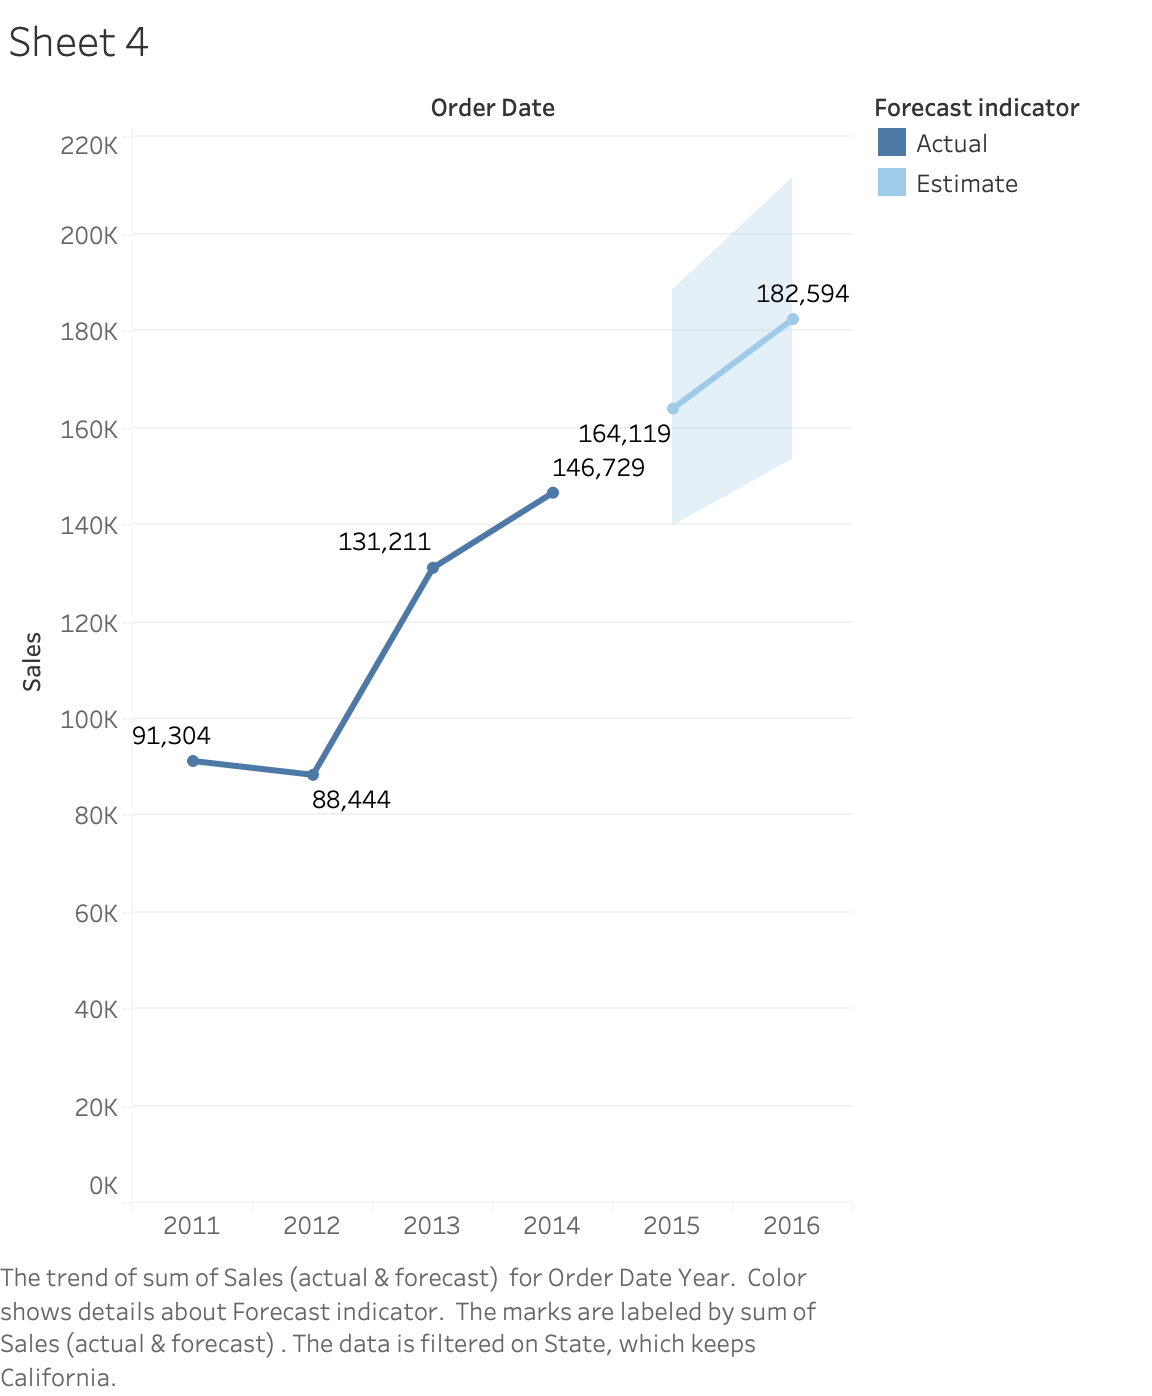 Sheet 4
Order Date
Forecast indicator
Actual
Estimate
220K
200K
180K
160K
140K
120K
100K
80K
60K
40K
20K
0K
Sales
182,594
164,119
146,729
131,211
91,304
88,444
2011 2012 2013 2014 2015 2016
The trend of sum of Sales (actual & forecast)  for Order Date Year.  Color
shows details about Forecast indicator.  The marks are labeled by sum of
Sales (actual & forecast) . The data is filtered on State, which keeps
California.